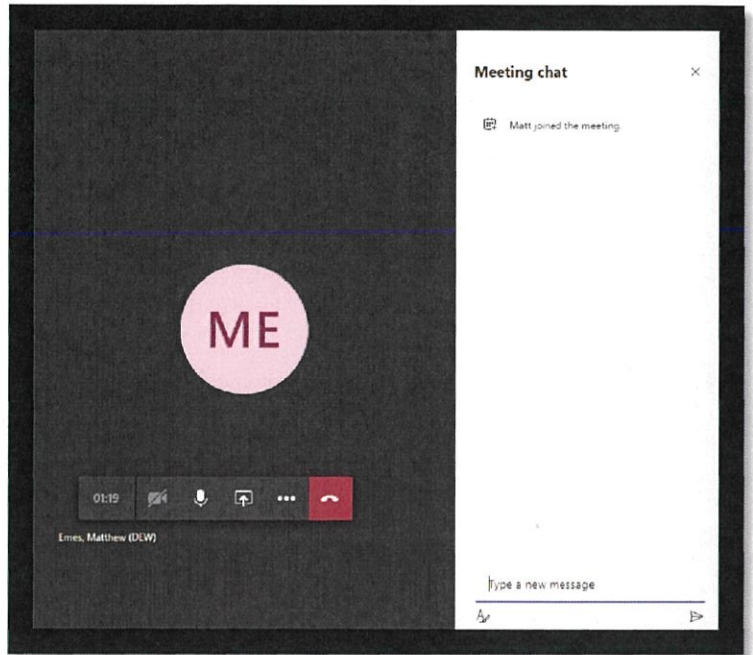 Meeting chat
Matt joined the meeting.
ME
01:19
Emes, Matthew (DEW)
Type a new message